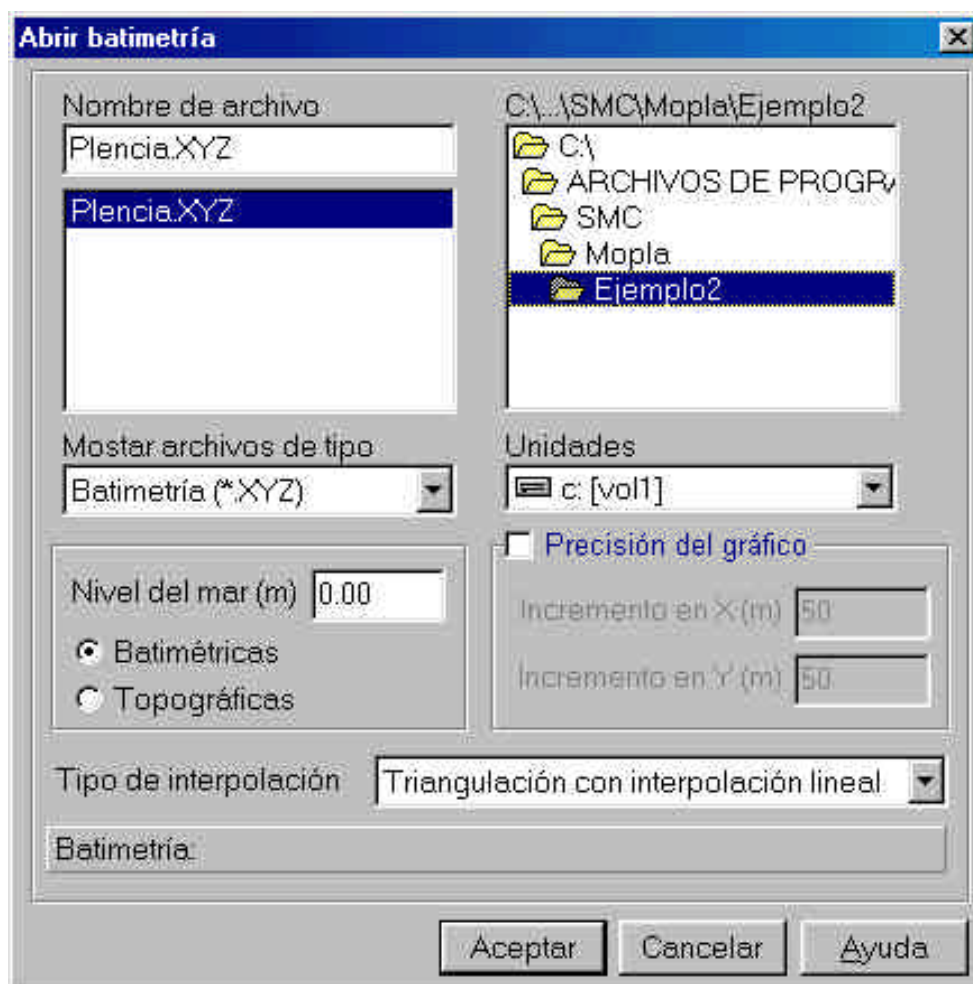 Abrir batimetría
Nombre de archivo
Plencia.XYZ
Plencia.XYZ
C:\...\SMC\Mopla\Ejemplo2
C:\
ARCHIVOS DE PROGRA
SMC
Mopla
Ejemplo2
Mostar archivos de tipo
Batimetría (*.XYZ)
Unidades
c: [vol1]
Nivel del mar (m) 0.00
Batimétricas
Topográficas
Precisión del gráfico
Incremento en X (m) 50
Incremento en Y (m) 50
Tipo de interpolación Triangulación con interpolación lineal
Batimetría:
Aceptar Cancelar Ayuda